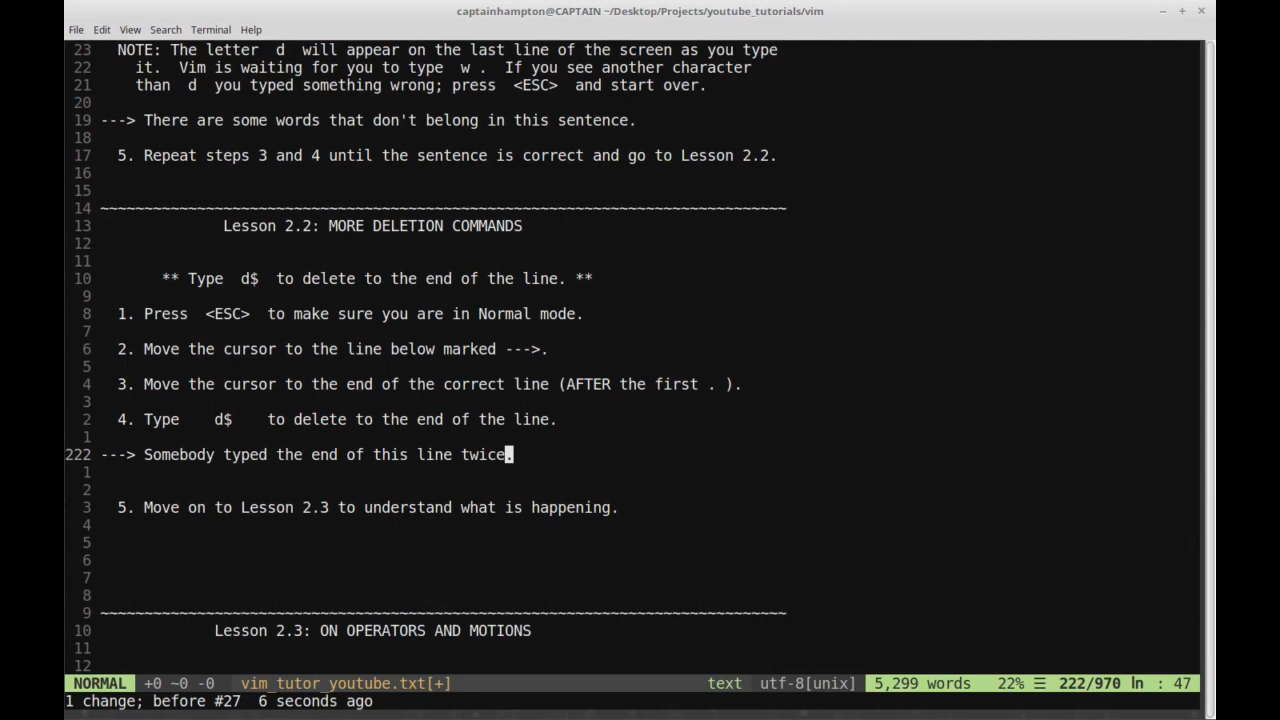 captainhampton@CAPTAIN ~/Desktop/Projects/youtube_tutorials/vim
File Edit View Search Terminal Help
23 NOTE: The letter d will appear on the last line of the screen as you type
22 it. Vim is waiting for you to type w . If you see another character
21 than d you typed something wrong; press <ESC> and start over.
20
19 ---> There are some words that don't belong in this sentence.
18
17 5. Repeat steps 3 and 4 until the sentence is correct and go to Lesson 2.2.
16
15
14 ~~~~~~~~~~~~~~~~~~~~~~~~~~~~~~~~~~~~~~~~~~~~~~~~~~~~~~~~~~~~~~~~~~~~~~~~~~~~~~
13 Lesson 2.2: MORE DELETION COMMANDS
12
11
10 ** Type d$ to delete to the end of the line. **
9
8 1. Press <ESC> to make sure you are in Normal mode.
7
6 2. Move the cursor to the line below marked --->.
5
4 3. Move the cursor to the end of the correct line (AFTER the first . ).
3
2 4. Type d$ to delete to the end of the line.
1
222 ---> Somebody typed the end of this line twice.
1
2
3 5. Move on to Lesson 2.3 to understand what is happening.
4
5
6
7
8
9 ~~~~~~~~~~~~~~~~~~~~~~~~~~~~~~~~~~~~~~~~~~~~~~~~~~~~~~~~~~~~~~~~~~~~~~~~~~~~~~
10 Lesson 2.3: ON OPERATORS AND MOTIONS
11
12
NORMAL +0 ~0 -0 vim_tutor_youtube.txt[+] text utf-8[unix] 5,299 words 22% ☰ 222/970 ln : 47
1 change; before #27 6 seconds ago